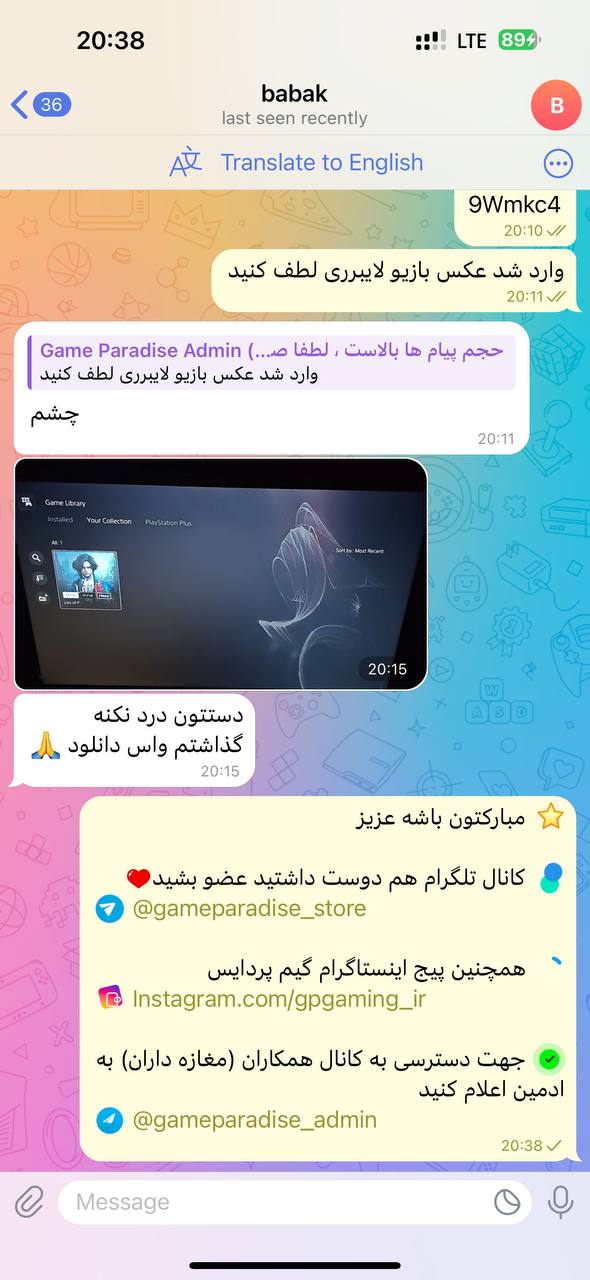 20:38
LTE
89
36
babak
last seen recently
B
Translate to English
9Wmkc4
20:10
وارد شد عکس بازیو لایبرری لطف کنید
20:11
Game Paradise Admin (...حجم پیام ها بالاست ، لطفا صـ
وارد شد عکس بازیو لایبرری لطف کنید
چشم
20:11
Game Library
Installed Your Collection PlayStation Plus
All: 1
Sort by: Most Recent
Lies of P
20:15
دستتون درد نکنه
گذاشتم واس دانلود 🙏
20:15
⭐ مبارکتون باشه عزیز
کانال تلگرام هم دوست داشتید عضو بشید❤️
@gameparadise_store
همچنین پیج اینستاگرام گیم پردایس
Instagram.com/gpgaming_ir
جهت دسترسی به کانال همکاران (مغازه داران) به
ادمین اعلام کنید
@gameparadise_admin
20:38
Message